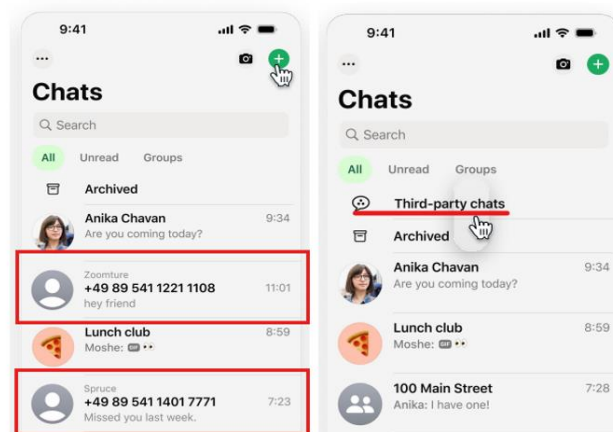 9:41
Chats
Search
All Unread Groups
Archived
Anika Chavan 9:34
Are you coming today?
Zoomture
+49 89 541 1221 1108 11:01
hey friend
Lunch club 8:59
Moshe: GIF
Spruce
+49 89 541 1401 7771 7:23
Missed you last week.
9:41
Chats
Search
All Unread Groups
Third-party chats
Archived
Anika Chavan 9:34
Are you coming today?
Lunch club 8:59
Moshe: GIF
100 Main Street 7:28
Anika: I have one!